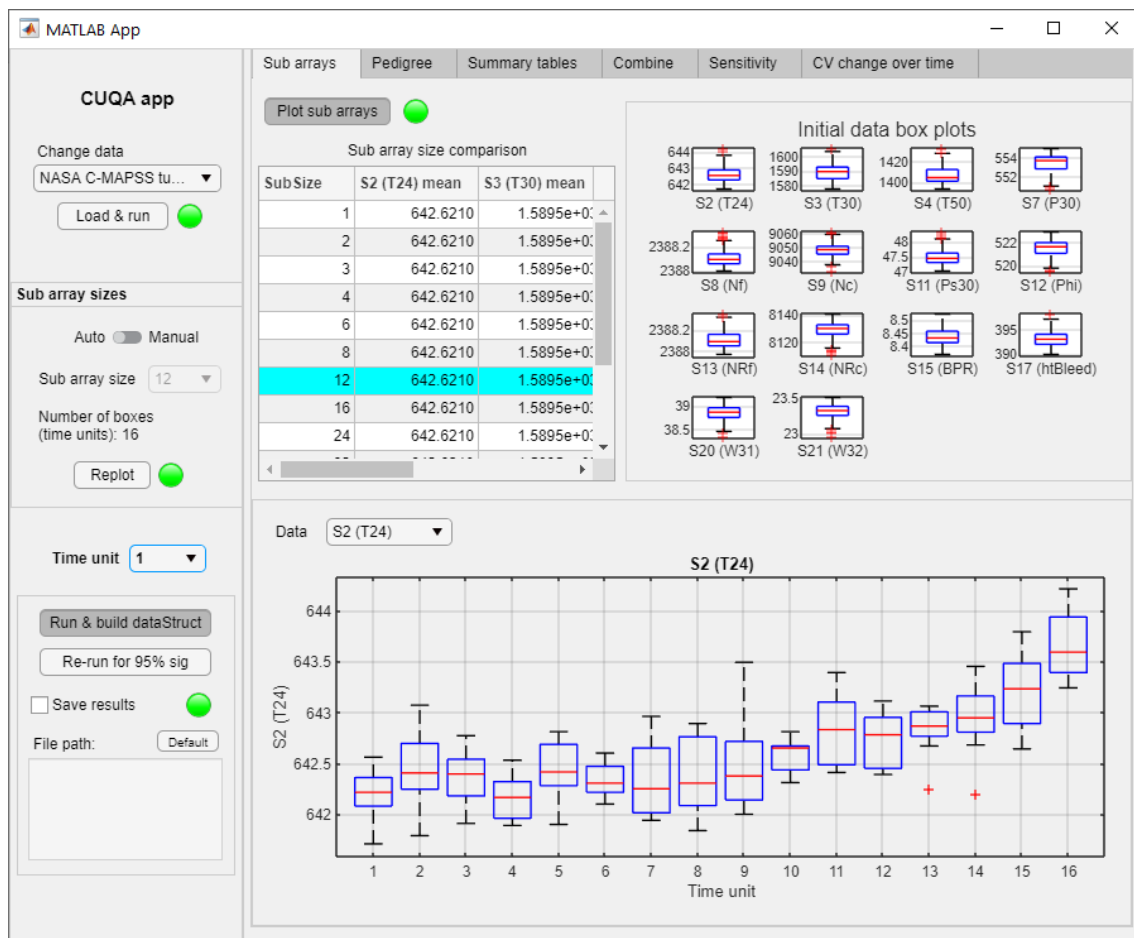 MATLAB App
CUQA app
Change data
NASA C-MAPSS tu...
Load & run
Sub array sizes
Auto Manual
Sub array size 12
Number of boxes
(time units): 16
Replot
Time unit 1
Run & build dataStruct
Re-run for 95% sig
Save results
File path: Default
Sub arrays Pedigree Summary tables Combine Sensitivity CV change over time
Plot sub arrays
Sub array size comparison
SubSize S2 (T24) mean S3 (T30) mean
1 642.6210 1.5895e+03
2 642.6210 1.5895e+03
3 642.6210 1.5895e+03
4 642.6210 1.5895e+03
6 642.6210 1.5895e+03
8 642.6210 1.5895e+03
12 642.6210 1.5895e+03
16 642.6210 1.5895e+03
24 642.6210 1.5895e+03
Initial data box plots
644
643
642
S2 (T24)
1600
1590
1580
S3 (T30)
1420
1400
S4 (T50)
554
552
S7 (P30)
2388.2
2388
S8 (Nf)
9060
9050
9040
S9 (Nc)
48
47.5
47
S11 (Ps30)
522
520
S12 (Phi)
2388.2
2388
S13 (NRf)
8140
8120
S14 (NRc)
8.5
8.45
8.4
S15 (BPR)
395
390
S17 (htBleed)
39
38.5
S20 (W31)
23.5
23
S21 (W32)
Data S2 (T24)
S2 (T24)
S2 (T24)
644
643.5
643
642.5
642
1 2 3 4 5 6 7 8 9 10 11 12 13 14 15 16
Time unit